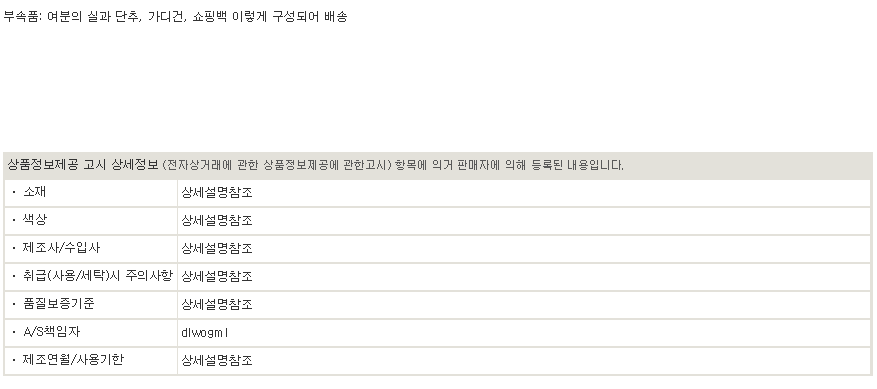 부속품: 여분의 실과 단추, 가디건, 쇼핑백 이렇게 구성되어 배송
상품정보제공 고시 상세정보 (전자상거래에 관한 상품정보제공에 관한고시) 항목에 의거 판매자에 의해 등록된 내용입니다.
· 소재 상세설명참조
· 색상 상세설명참조
· 제조사/수입사 상세설명참조
· 취급(사용/세탁)시 주의사항 상세설명참조
· 품질보증기준 상세설명참조
· A/S책임자 dlwogml
· 제조연월/사용기한 상세설명참조